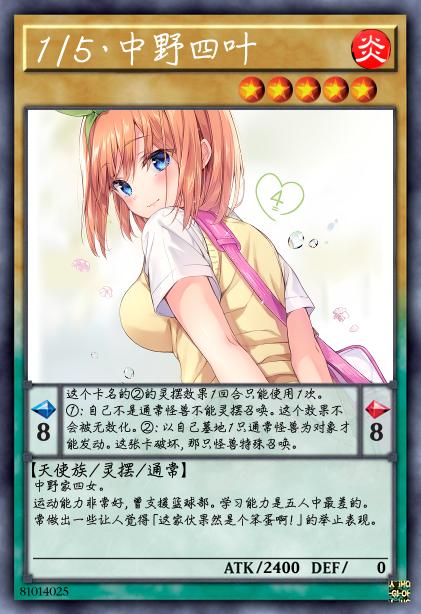 1/5·中野四叶
炎
4
这个卡名的②的灵摆效果1回合只能使用1次。
①:自己不是通常怪兽不能灵摆召唤。这个效果不
会被无效化。②:以自己墓地1只通常怪兽为对象才
能发动。这张卡破坏,那只怪兽特殊召唤。
8
8
【天使族/灵摆/通常】
中野家四女。
运动能力非常好,曾支援篮球部。学习能力是五人中最差的。
常做出一些让人觉得「这家伙果然是个笨蛋啊!」的举止表现。
ATK/2400 DEF/ 0
81014025